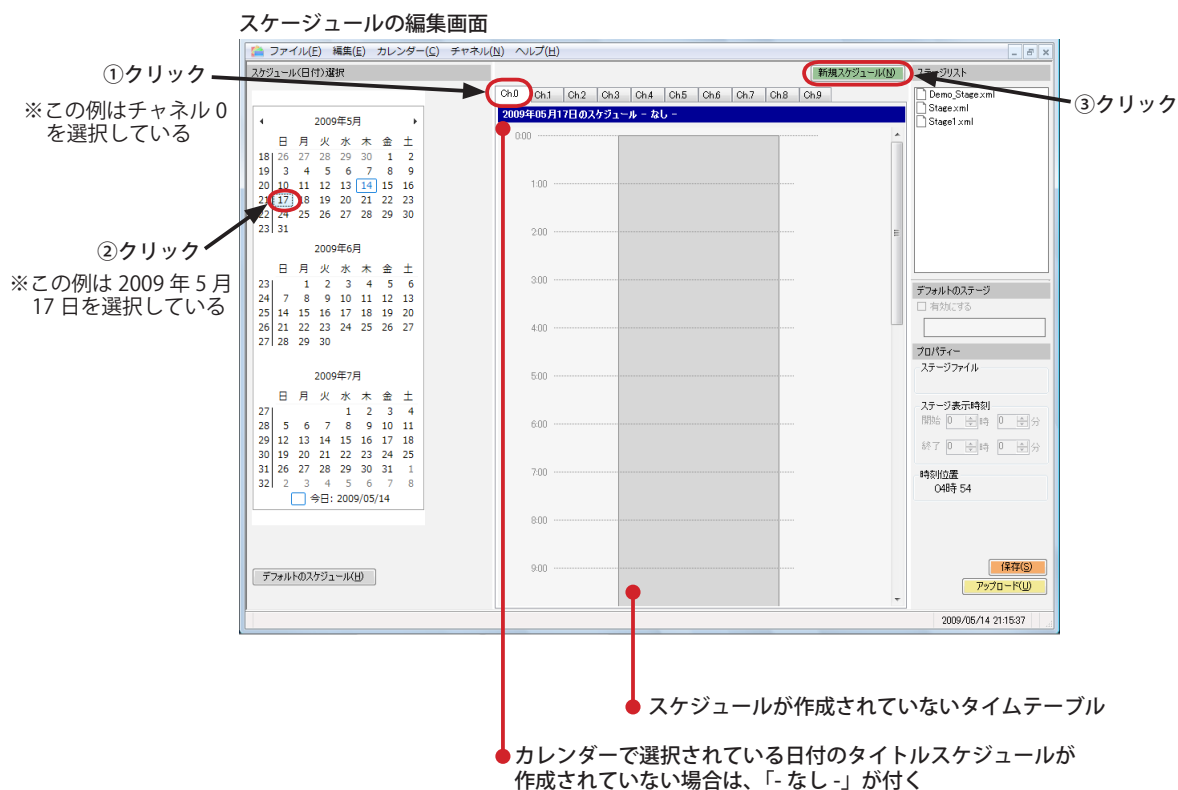 スケージュールの編集画面
ファイル(F) 編集(E) カレンダー(C) チャネル(N) ヘルプ(H)
①クリック
※この例はチャネル 0
を選択している
②クリック
※この例は 2009 年 5 月
17 日を選択している
スケジュール(日付)選択
2009年5月
日 月 火 水 木 金 土
18 26 27 28 29 30 1 2
19 3 4 5 6 7 8 9
20 10 11 12 13 14 15 16
21 17 18 19 20 21 22 23
22 24 25 26 27 28 29 30
23 31
2009年6月
日 月 火 水 木 金 土
23 1 2 3 4 5 6
24 7 8 9 10 11 12 13
25 14 15 16 17 18 19 20
26 21 22 23 24 25 26 27
27 28 29 30
2009年7月
日 月 火 水 木 金 土
27 1 2 3 4
28 5 6 7 8 9 10 11
29 12 13 14 15 16 17 18
30 19 20 21 22 23 24 25
31 26 27 28 29 30 31 1
32 2 3 4 5 6 7 8
今日: 2009/05/14
デフォルトのスケジュール(H)
新規スケジュール(N)
Ch.0 Ch.1 Ch.2 Ch.3 Ch.4 Ch.5 Ch.6 Ch.7 Ch.8 Ch.9
2009年05月17日のスケジュール - なし -
0:00
1:00
2:00
3:00
4:00
5:00
6:00
7:00
8:00
9:00
ステージリスト
Demo_Stage.xml
Stage.xml
Stage1.xml
③クリック
デフォルトのステージ
有効にする
プロパティー
ステージファイル
ステージ表示時刻
開始 0 時 0 分
終了 0 時 0 分
時刻位置
04時 54
保存(S)
アップロード(U)
2009/05/14 21:15:37
スケジュールが作成されていないタイムテーブル
カレンダーで選択されている日付のタイトルスケジュールが
作成されていない場合は、「- なし -」が付く